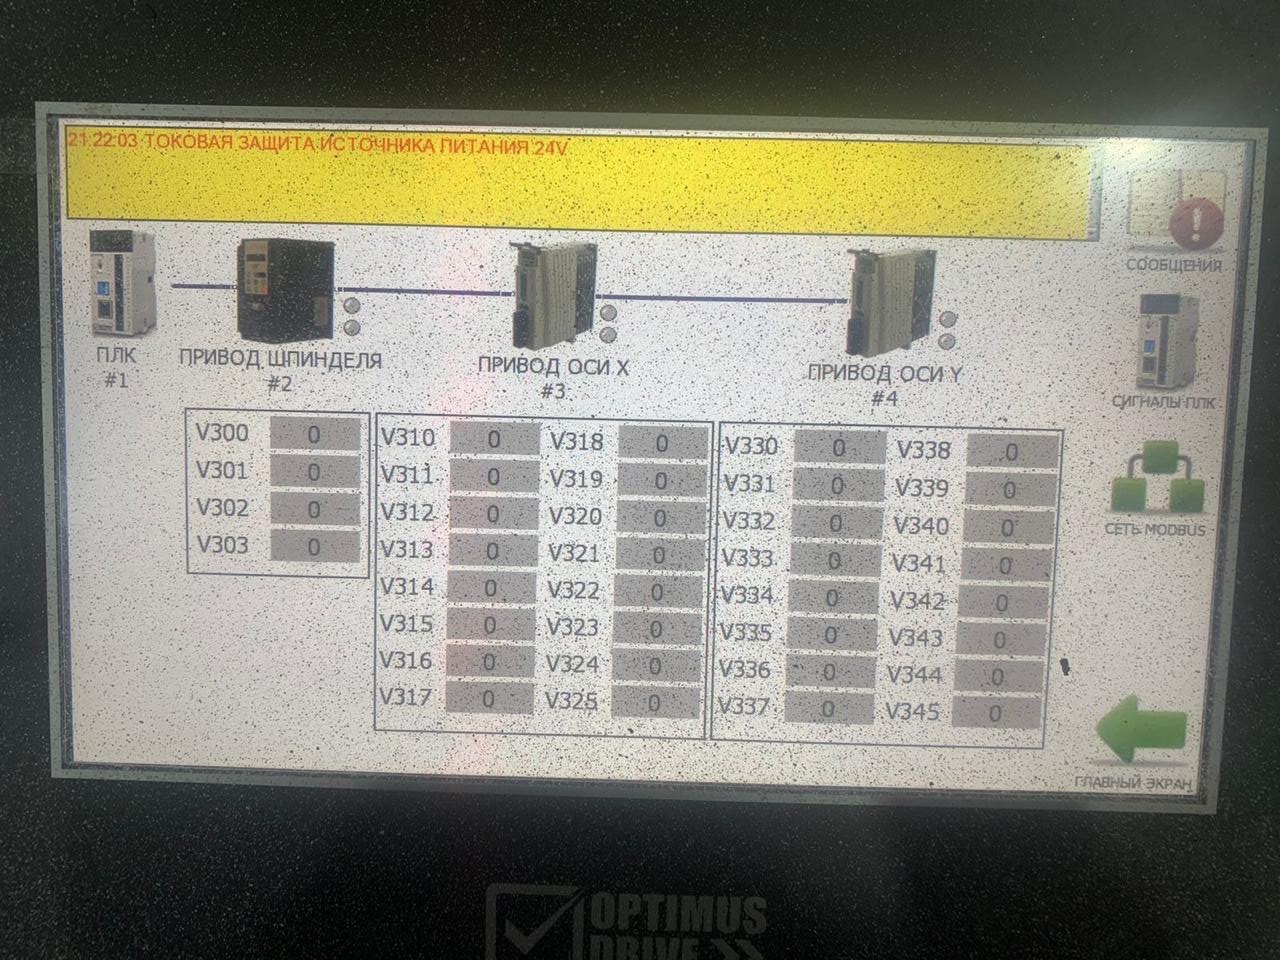 21:22:03 ТОКОВАЯ ЗАЩИТА ИСТОЧНИКА ПИТАНИЯ 24V
СООБЩЕНИЯ
ПЛК
#1
ПРИВОД ШПИНДЕЛЯ
#2
ПРИВОД ОСИ X
#3
ПРИВОД ОСИ Y
#4
СИГНАЛЫ ПЛК
V300 0
V301 0
V302 0
V303 0
V310 0 V318 0
V311 0 V319 0
V312 0 V320 0
V313 0 V321 0
V314 0 V322 0
V315 0 V323 0
V316 0 V324 0
V317 0 V325 0
V330 0 V338 0
V331 0 V339 0
V332 0 V340 0
V333 0 V341 0
V334 0 V342 0
V335 0 V343 0
V336 0 V344 0
V337 0 V345 0
СЕТЬ MODBUS
ГЛАВНЫЙ ЭКРАН
OPTIMUS
DRIVE